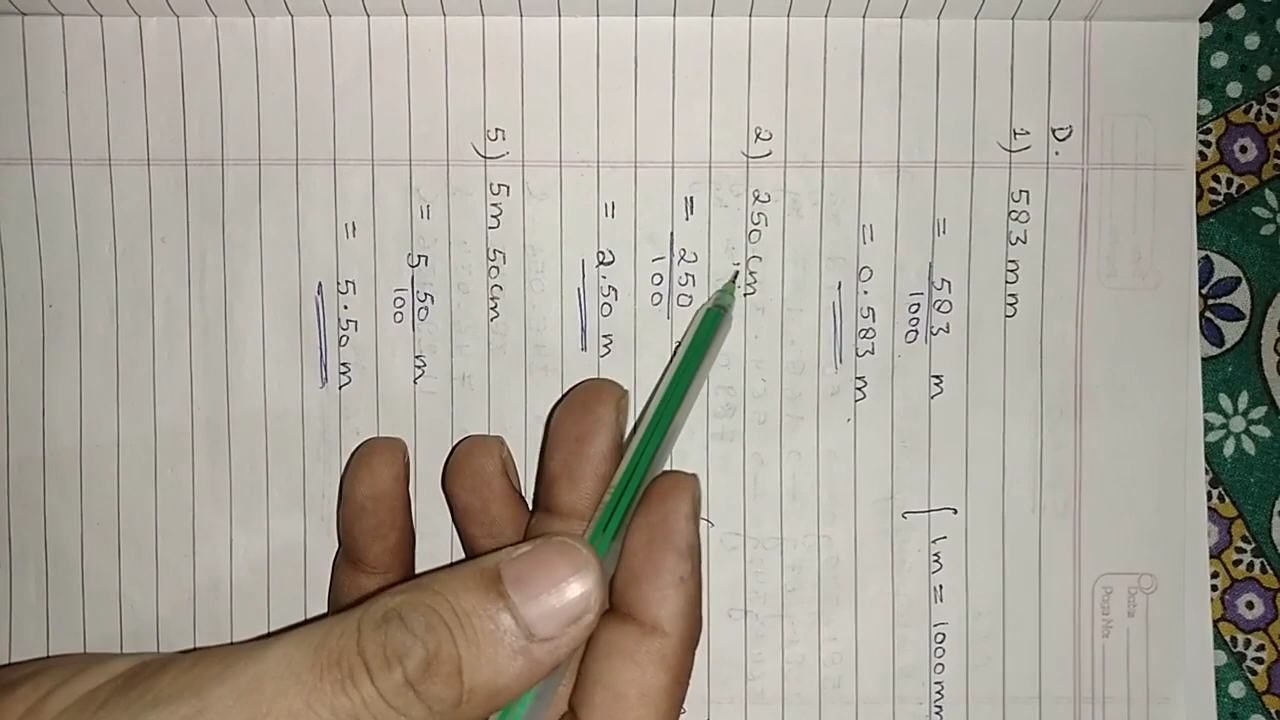 Date
Page No.
D.
1) 583 mm
= 583/1000 m { 1m = 1000mm
= 0.583 m
2) 250 cm
= 250/100
= 2.50 m
5) 5m 50cm
= 5 50/100 m
= 5.50 m